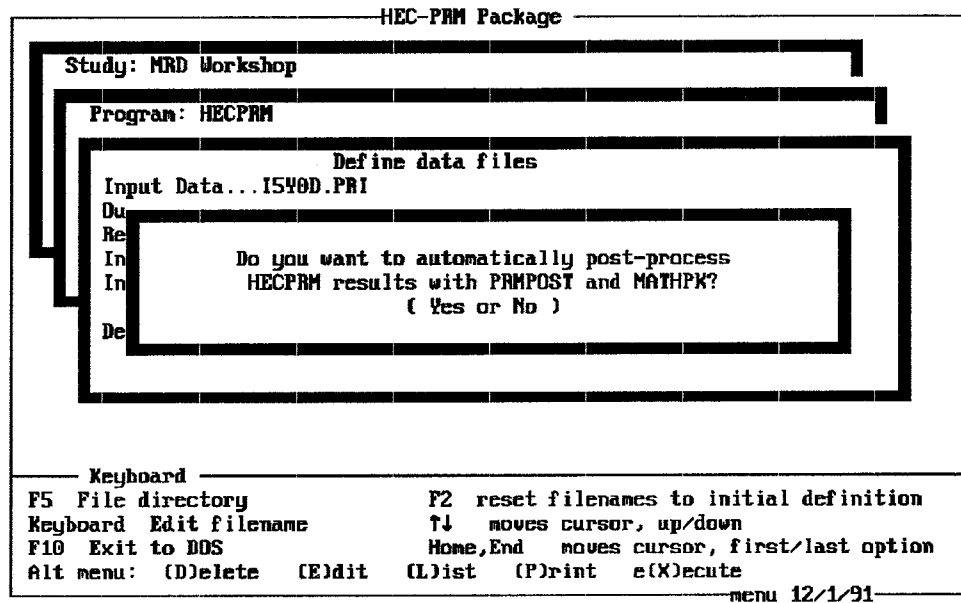 HEC-PRM Package
Study: MRD Workshop
Program: HECPRM
Define data files
Input Data...I5Y0D.PRI
Du
Re
In
In
De
Do you want to automatically post-process
HECPRM results with PRMPOST and MATHPK?
( Yes or No )
Keyboard
F5 File directory
F2 reset filenames to initial definition
Keyboard Edit filename
↑↓ moves cursor, up/down
F10 Exit to DOS
Home,End moves cursor, first/last option
Alt menu: (D)elete (E)dit (L)ist (P)rint e(X)ecute
menu 12/1/91